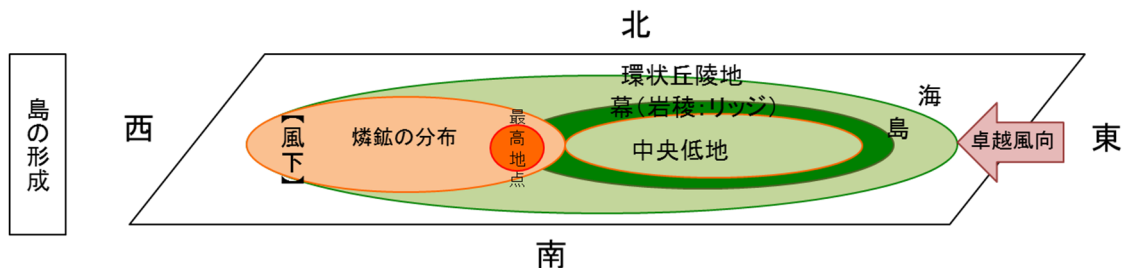 島の形成
北
西
東
南
環状丘陵地
幕(岩稜:リッジ)
海
島
中央低地
最高地点
燐鉱の分布
【風下】
卓越風向